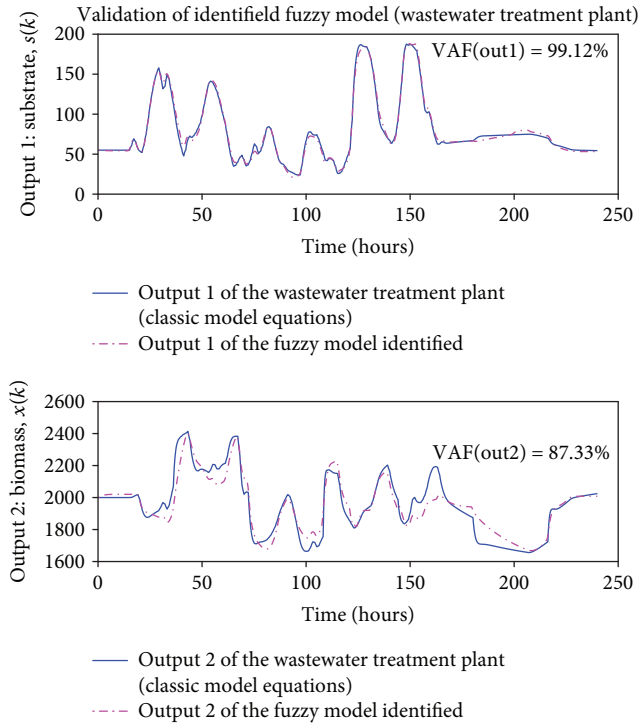 Validation of identifield fuzzy model (wastewater treatment plant)
VAF(out1) = 99.12%
Output 1: substrate, s(k)
200
150
100
50
0
0 50 100 150 200 250
Time (hours)
Output 1 of the wastewater treatment plant
(classic model equations)
Output 1 of the fuzzy model identified
VAF(out2) = 87.33%
Output 2: biomass, x(k)
2600
2400
2200
2000
1800
1600
0 50 100 150 200 250
Time (hours)
Output 2 of the wastewater treatment plant
(classic model equations)
Output 2 of the fuzzy model identified